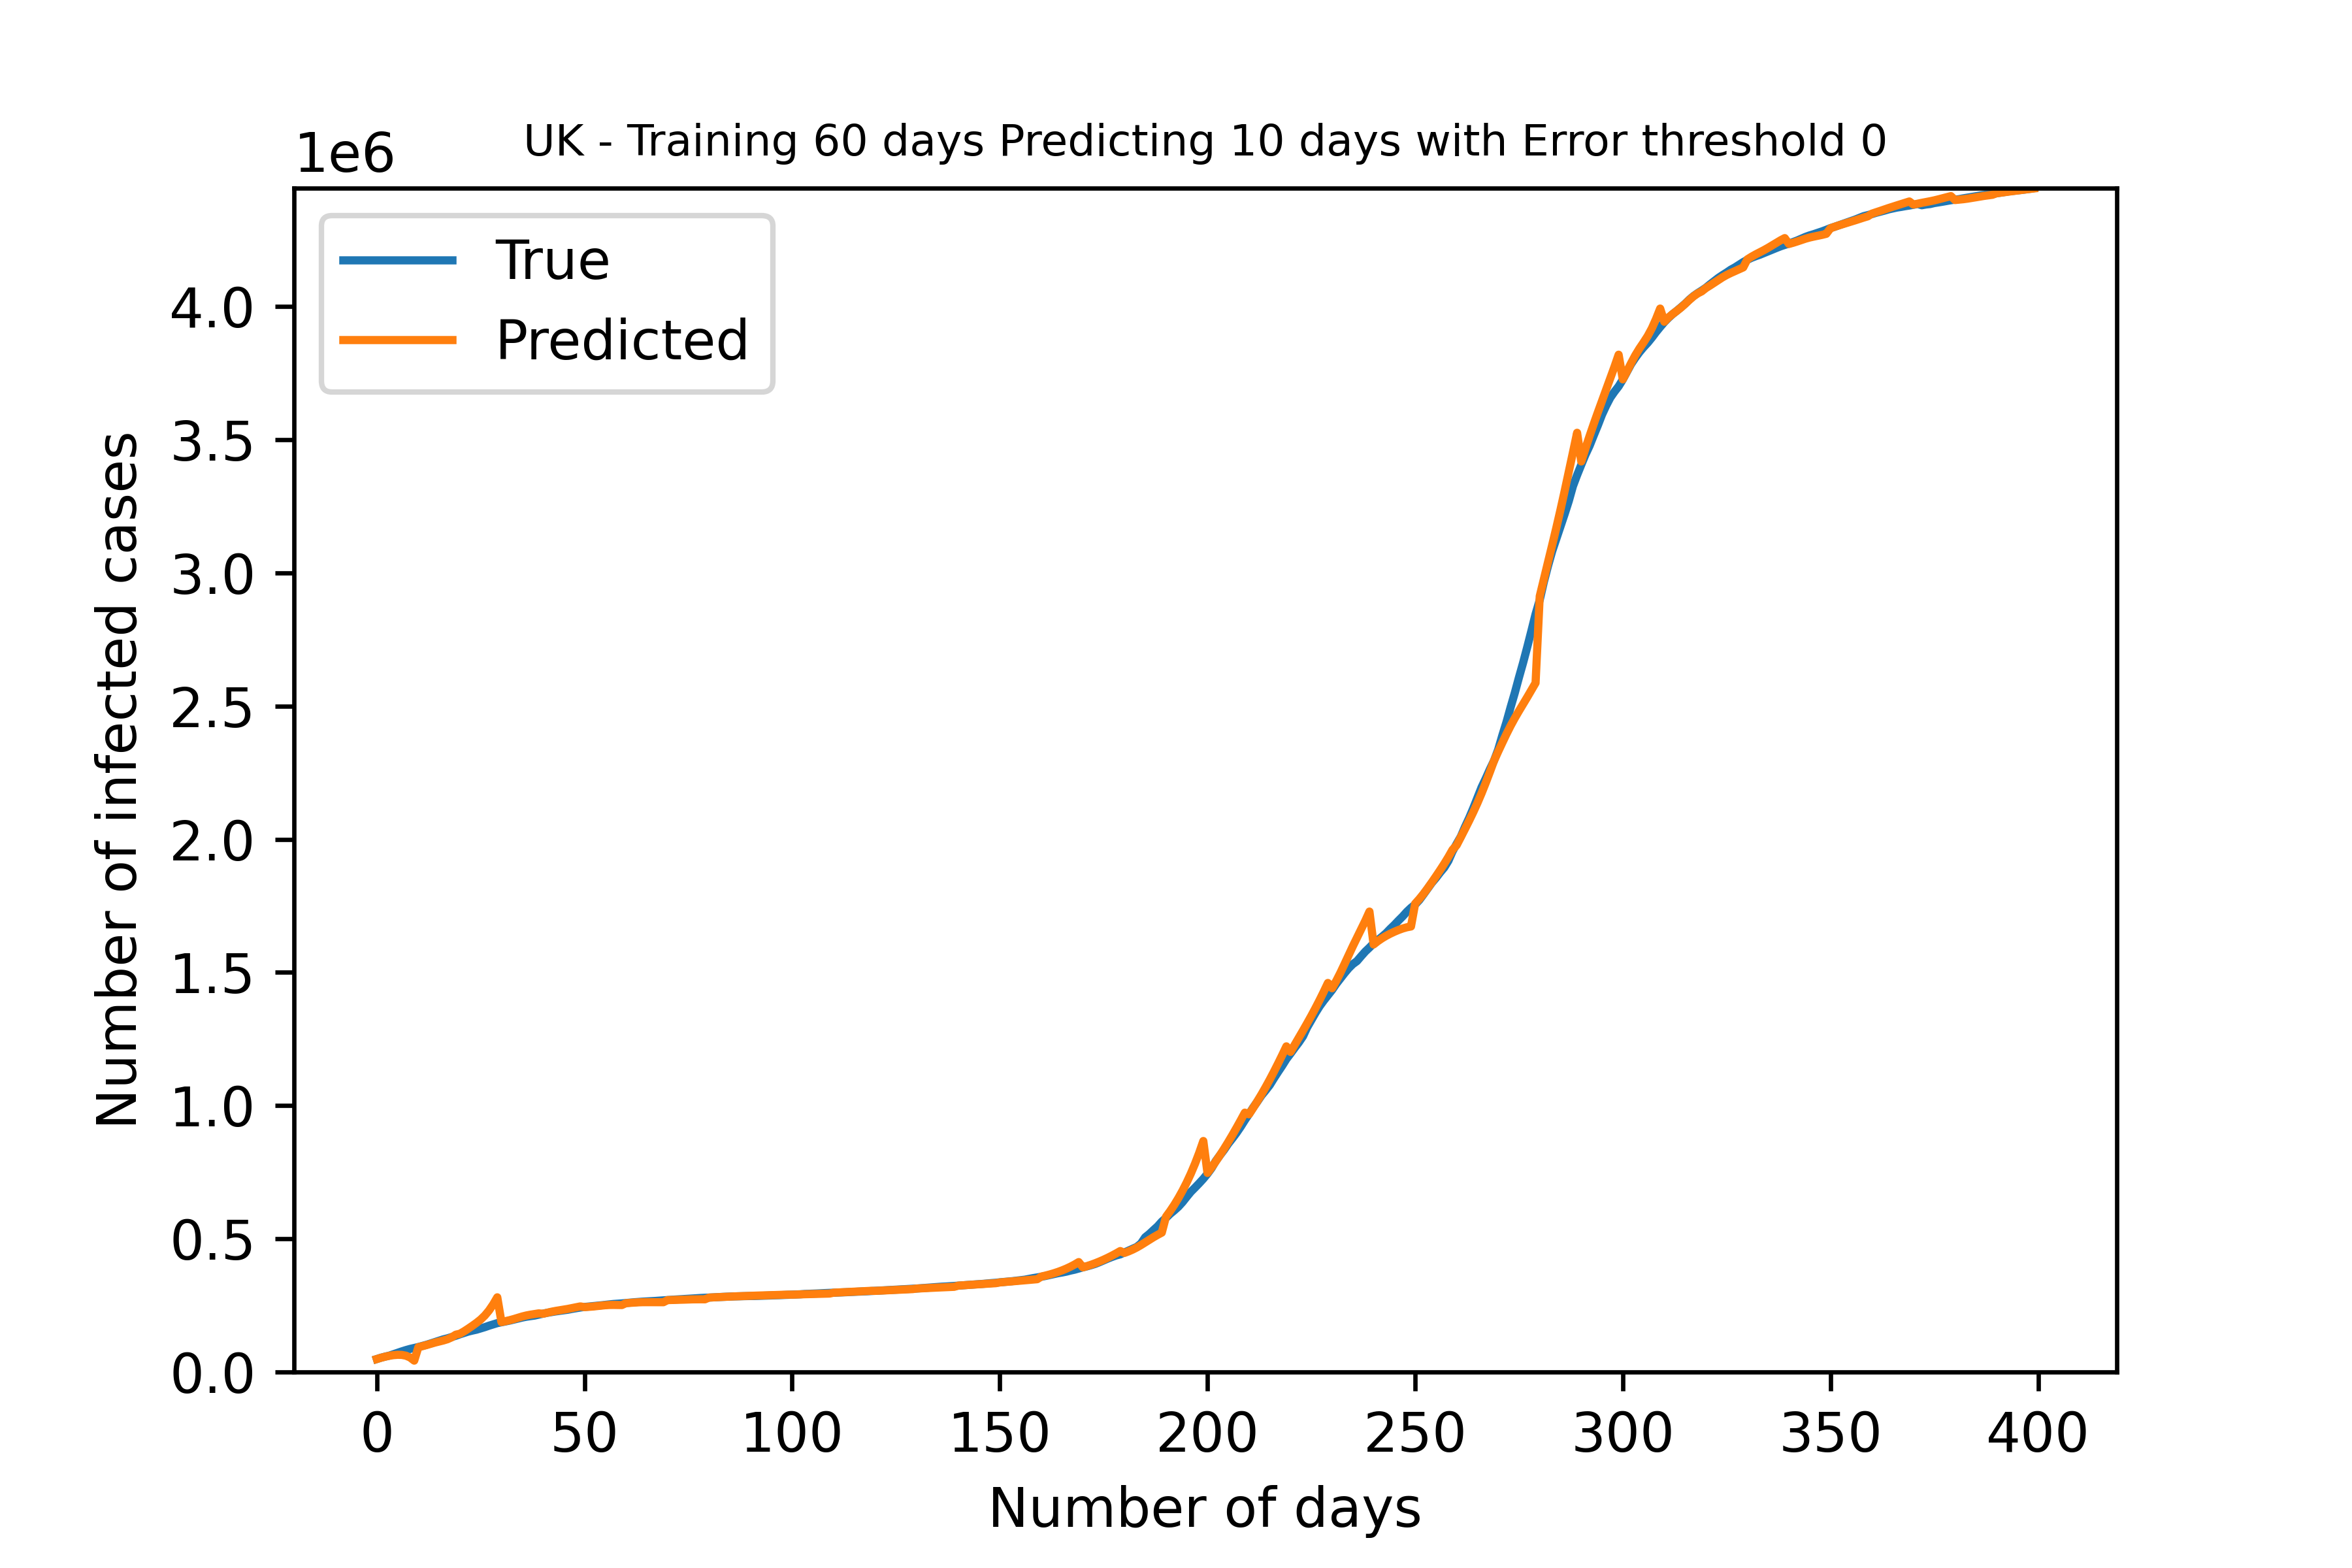 UK - Training 60 days Predicting 10 days with Error threshold 0
1e6
True
Predicted
4.0
3.5
3.0
2.5
2.0
1.5
1.0
0.5
0.0
Number of infected cases
0 50 100 150 200 250 300 350 400
Number of days